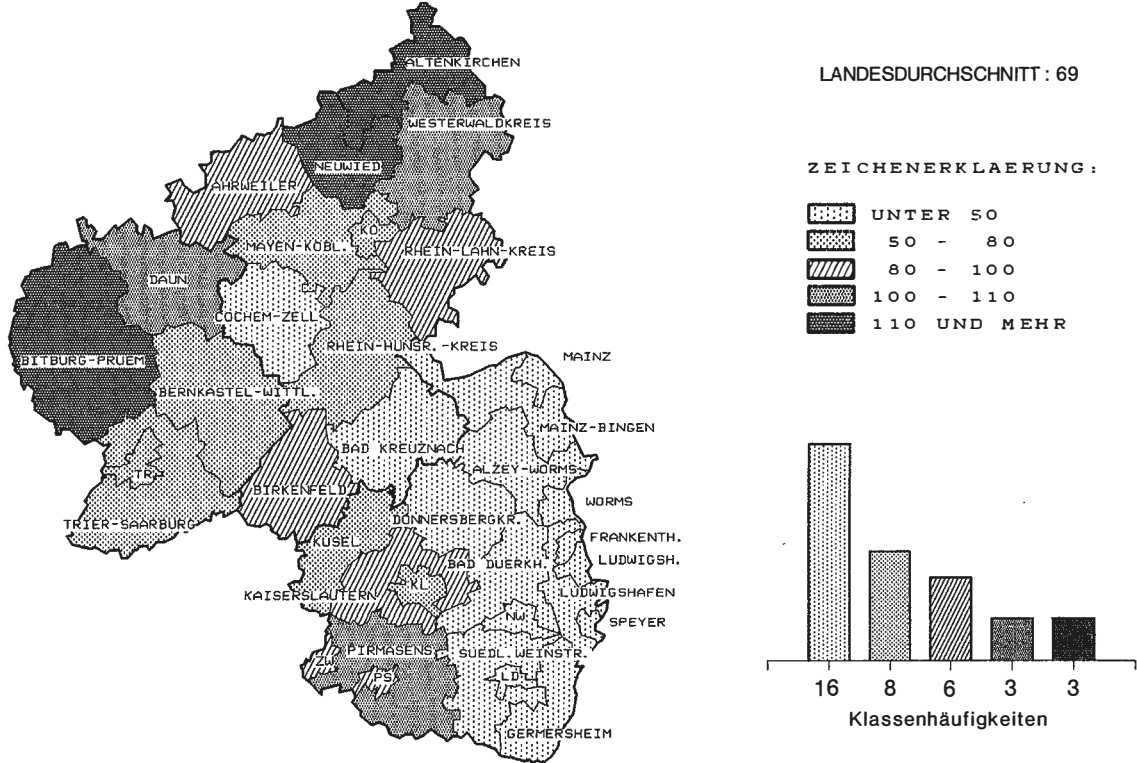 ALTENKIRCHEN
WESTERWALDKREIS
NEUWIED
AHRWEILER
KO
MAYEN-KOBL.
RHEIN-LAHN-KREIS
DAUN
COCHEM-ZELL
RHEIN-HUNSR.-KREIS
BITBURG-PRUEM
BERNKASTEL-WITTL.
MAINZ
MAINZ-BINGEN
BAD KREUZNACH
ALZEY-WORMS
TR
BIRKENFELD
WORMS
TRIER-SAARBURG
DONNERSBERGKR.
KUSEL
FRANKENTH.
BAD DUERKH.
LUDWIGSH.
KL
KAISERSLAUTERN
LUDWIGSHAFEN
NW
SPEYER
PIRMASENS
SUEDL.WEINSTR.
ZW
PS
LD
GERMERSHEIM
LANDESDURCHSCHNITT : 69
ZEICHENERKLAERUNG:
UNTER 50
50 - 80
80 - 100
100 - 110
110 UND MEHR
16 8 6 3 3
Klassenhäufigkeiten